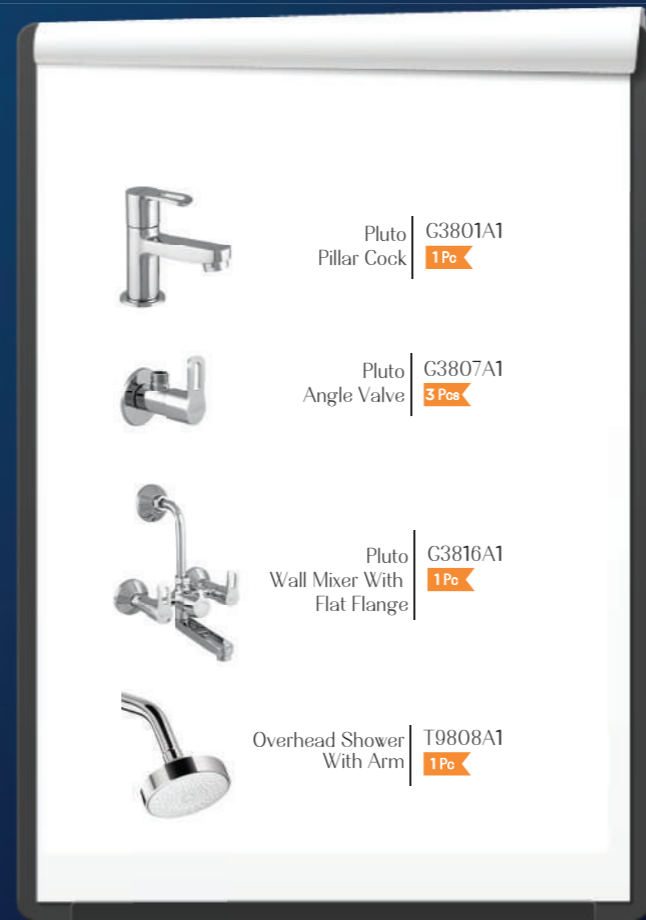 Pluto
Pillar Cock
G3801A1
1 Pc
Pluto
Angle Valve
G3807A1
3 Pcs
Pluto
Wall Mixer With
Flat Flange
G3816A1
1 Pc
Overhead Shower
With Arm
T9808A1
1 Pc